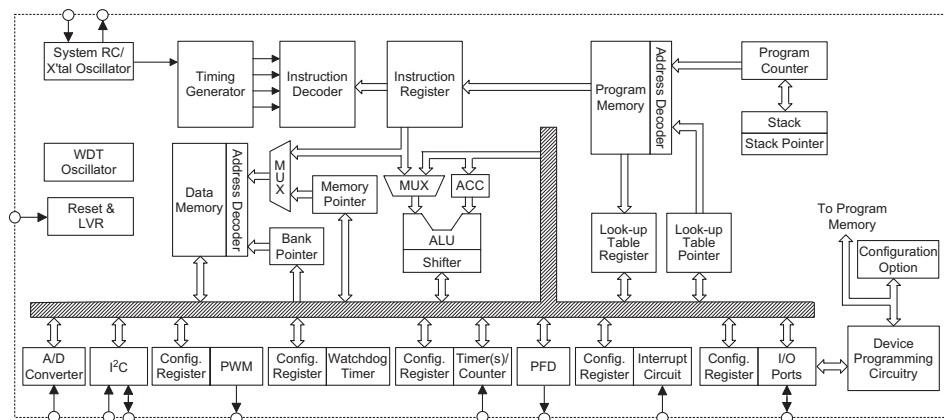 System RC/
X'tal Oscillator
Timing
Generator
Instruction
Decoder
Instruction
Register
Program
Memory
Address Decoder
Program
Counter
Stack
Stack Pointer
WDT
Oscillator
Reset &
LVR
Data
Memory
Address Decoder
MUX
Memory
Pointer
Bank
Pointer
MUX
ACC
ALU
Shifter
Look-up
Table
Register
Look-up
Table
Pointer
To Program
Memory
Configuration
Option
A/D
Converter
I²C
Config.
Register
PWM
Config.
Register
Watchdog
Timer
Config.
Register
Timer(s)/
Counter
PFD
Config.
Register
Interrupt
Circuit
Config.
Register
I/O
Ports
Device
Programming
Circuitry